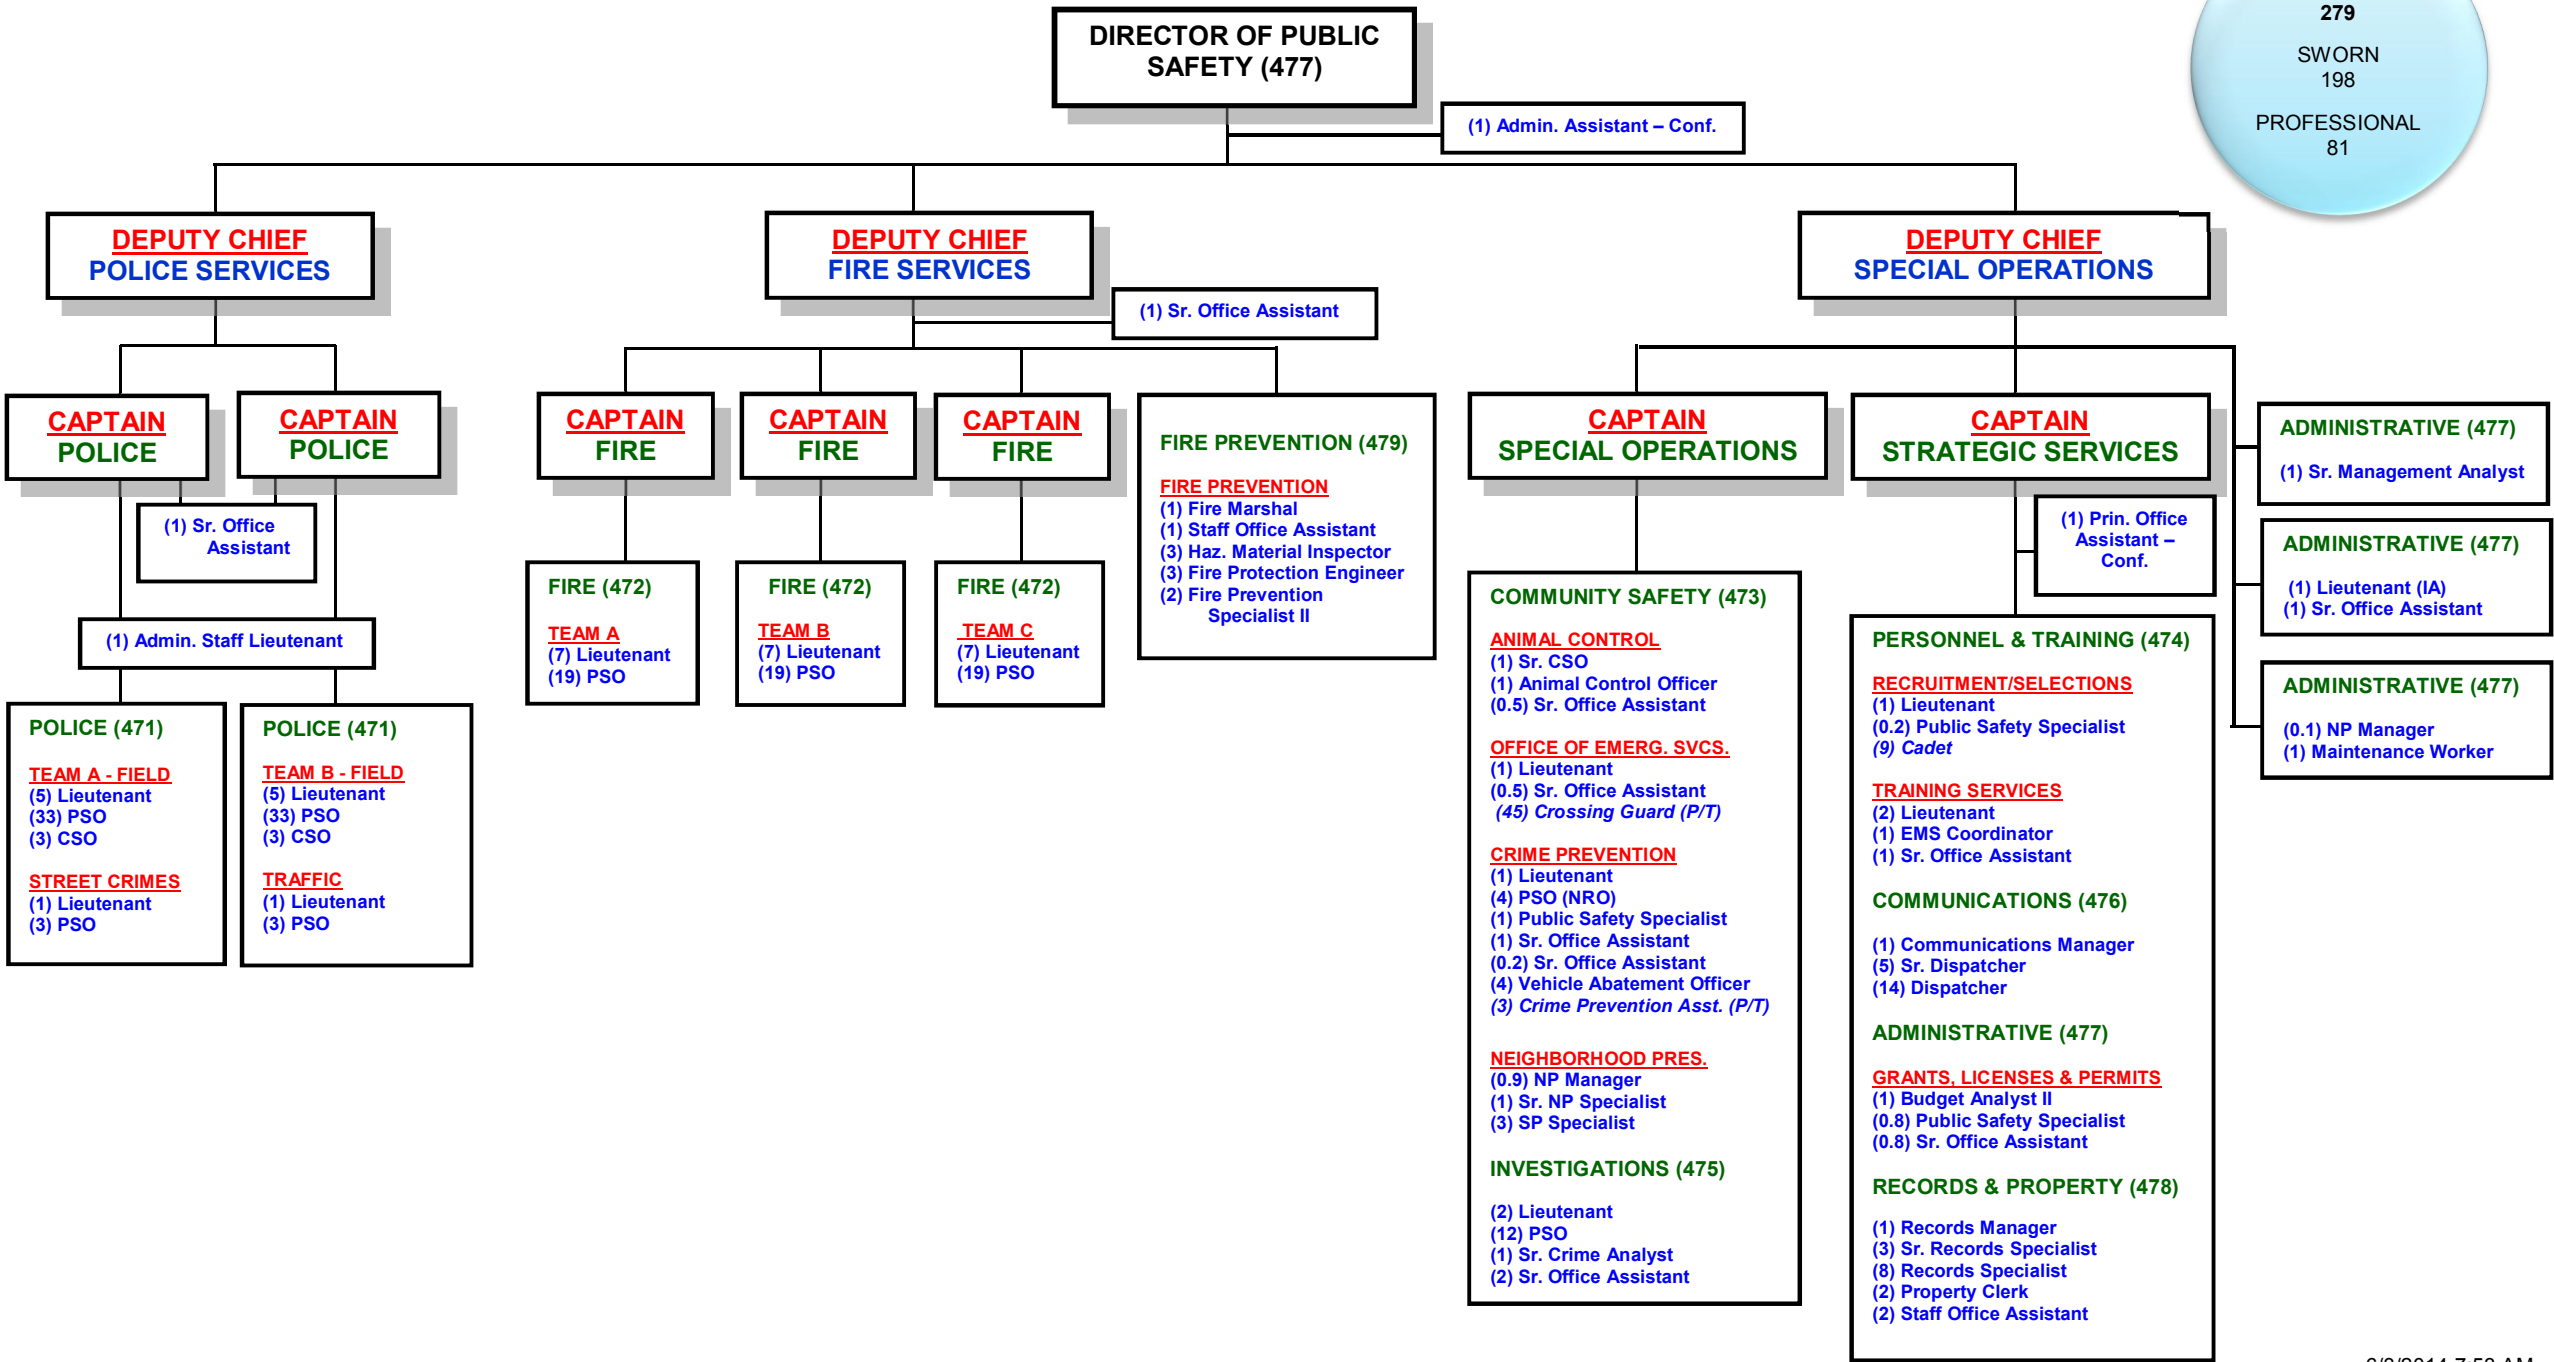 279
SWORN
198
PROFESSIONAL
81
DIRECTOR OF PUBLIC
SAFETY (477)
(1) Admin. Assistant – Conf.
DEPUTY CHIEF
POLICE SERVICES
DEPUTY CHIEF
FIRE SERVICES
DEPUTY CHIEF
SPECIAL OPERATIONS
(1) Sr. Office Assistant
CAPTAIN
POLICE
CAPTAIN
POLICE
(1) Sr. Office
Assistant
(1) Admin. Staff Lieutenant
POLICE (471)
TEAM A - FIELD
(5) Lieutenant
(33) PSO
(3) CSO
STREET CRIMES
(1) Lieutenant
(3) PSO
POLICE (471)
TEAM B - FIELD
(5) Lieutenant
(33) PSO
(3) CSO
TRAFFIC
(1) Lieutenant
(3) PSO
CAPTAIN
FIRE
CAPTAIN
FIRE
CAPTAIN
FIRE
FIRE (472)
TEAM A
(7) Lieutenant
(19) PSO
FIRE (472)
TEAM B
(7) Lieutenant
(19) PSO
FIRE (472)
TEAM C
(7) Lieutenant
(19) PSO
FIRE PREVENTION (479)
FIRE PREVENTION
(1) Fire Marshal
(1) Staff Office Assistant
(3) Haz. Material Inspector
(3) Fire Protection Engineer
(2) Fire Prevention
Specialist II
CAPTAIN
SPECIAL OPERATIONS
COMMUNITY SAFETY (473)
ANIMAL CONTROL
(1) Sr. CSO
(1) Animal Control Officer
(0.5) Sr. Office Assistant
OFFICE OF EMERG. SVCS.
(1) Lieutenant
(0.5) Sr. Office Assistant
(45) Crossing Guard (P/T)
CRIME PREVENTION
(1) Lieutenant
(4) PSO (NRO)
(1) Public Safety Specialist
(1) Sr. Office Assistant
(0.2) Sr. Office Assistant
(4) Vehicle Abatement Officer
(3) Crime Prevention Asst. (P/T)
NEIGHBORHOOD PRES.
(0.9) NP Manager
(1) Sr. NP Specialist
(3) SP Specialist
INVESTIGATIONS (475)
(2) Lieutenant
(12) PSO
(1) Sr. Crime Analyst
(2) Sr. Office Assistant
CAPTAIN
STRATEGIC SERVICES
(1) Prin. Office
Assistant –
Conf.
PERSONNEL & TRAINING (474)
RECRUITMENT/SELECTIONS
(1) Lieutenant
(0.2) Public Safety Specialist
(9) Cadet
TRAINING SERVICES
(2) Lieutenant
(1) EMS Coordinator
(1) Sr. Office Assistant
COMMUNICATIONS (476)
(1) Communications Manager
(5) Sr. Dispatcher
(14) Dispatcher
ADMINISTRATIVE (477)
GRANTS, LICENSES & PERMITS
(1) Budget Analyst II
(0.8) Public Safety Specialist
(0.8) Sr. Office Assistant
RECORDS & PROPERTY (478)
(1) Records Manager
(3) Sr. Records Specialist
(8) Records Specialist
(2) Property Clerk
(2) Staff Office Assistant
ADMINISTRATIVE (477)
(1) Sr. Management Analyst
ADMINISTRATIVE (477)
(1) Lieutenant (IA)
(1) Sr. Office Assistant
ADMINISTRATIVE (477)
(0.1) NP Manager
(1) Maintenance Worker